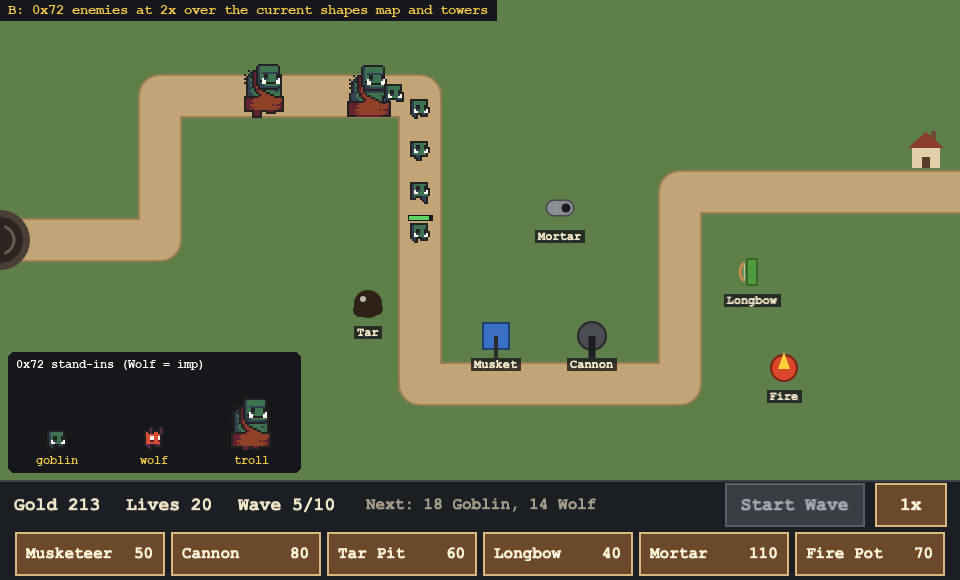 B: 0x72 enemies at 2x over the current shapes map and towers
Mortar
Longbow
Tar
Musket
Cannon
Fire
0x72 stand-ins (Wolf = imp)
goblin wolf troll
Gold 213 Lives 20 Wave 5/10 Next: 18 Goblin, 14 Wolf Start Wave 1x
Musketeer 50 Cannon 80 Tar Pit 60 Longbow 40 Mortar 110 Fire Pot 70